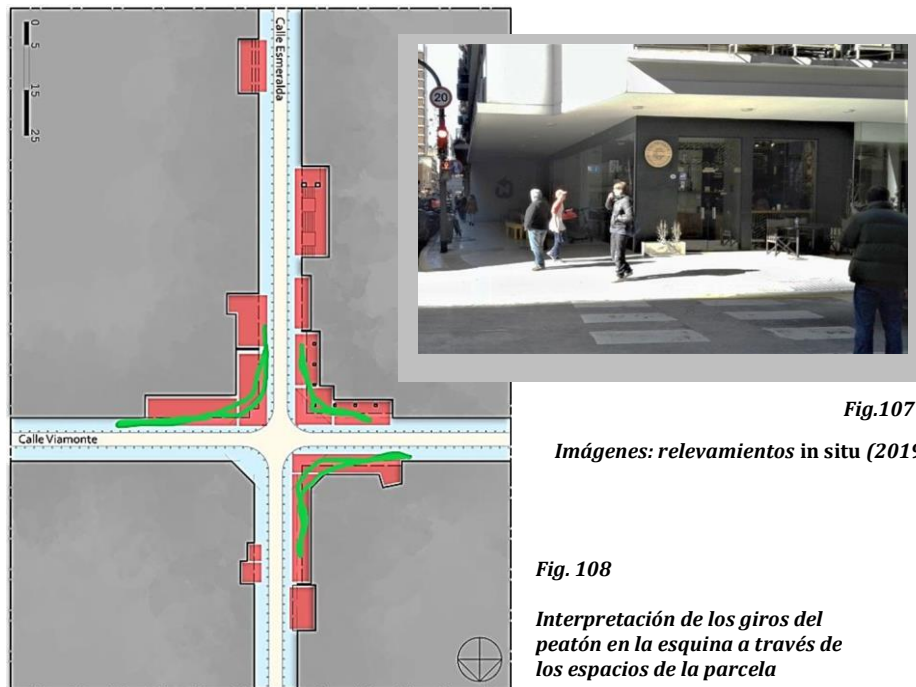 0
5
15
25
Calle Esmeralda
20
Calle Viamonte
Fig.107
Imágenes: relevamientos in situ (2019
Fig. 108
Interpretación de los giros del
peatón en la esquina a través de
los espacios de la parcela